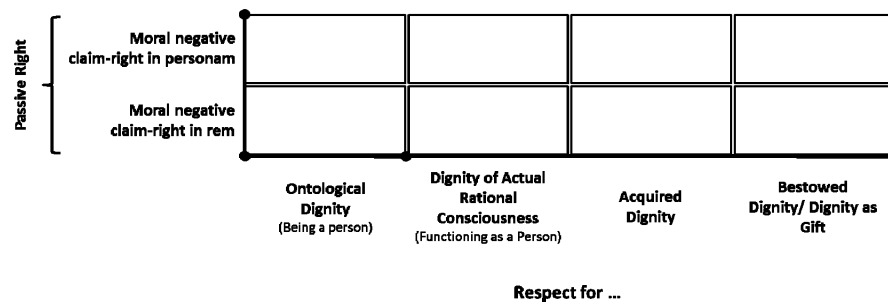 Passive Right
Moral negative
claim-right in personam
Moral negative
claim-right in rem
Ontological
Dignity
(Being a person)
Dignity of Actual
Rational
Consciousness
(Functioning as a Person)
Acquired
Dignity
Bestowed
Dignity/ Dignity as
Gift
Respect for ...